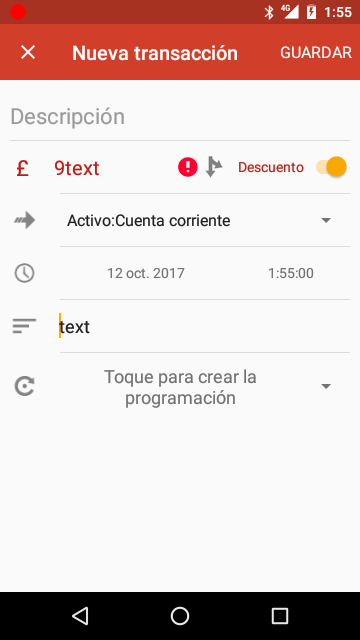 4G 1:55
Nueva transacción GUARDAR
Descripción
£ 9text Descuento
Activo:Cuenta corriente
12 oct. 2017 1:55:00
text
Toque para crear la
programación